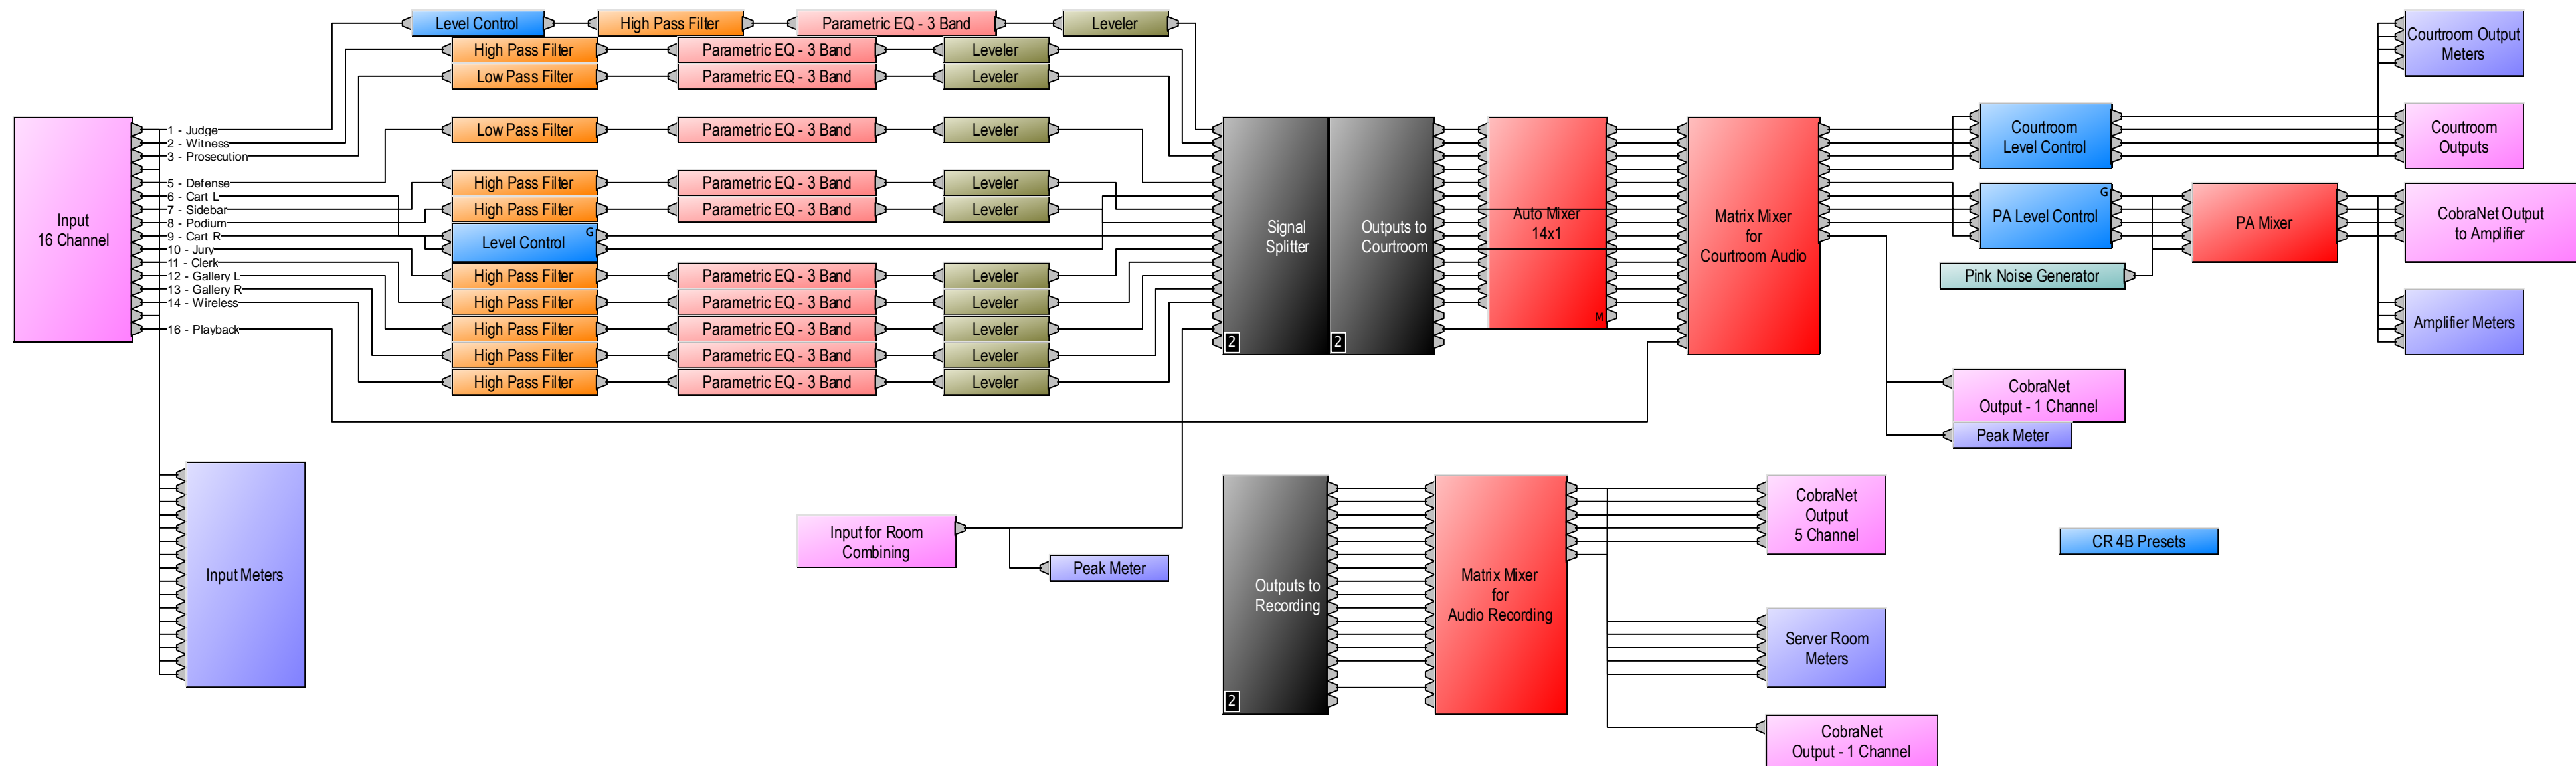 Level Control
High Pass Filter
Parametric EQ - 3 Band
Leveler
High Pass Filter
Parametric EQ - 3 Band
Leveler
Low Pass Filter
Parametric EQ - 3 Band
Leveler
Input
16 Channel
1 - Judge
2 - Witness
3 - Prosecution
5 - Defense
6 - Cart L
7 - Sidebar
8 - Podium
9 - Cart R
10 - Jury
11 - Clerk
12 - Gallery L
13 - Gallery R
14 - Wireless
16 - Playback
Low Pass Filter
Parametric EQ - 3 Band
Leveler
High Pass Filter
Parametric EQ - 3 Band
Leveler
High Pass Filter
Parametric EQ - 3 Band
Leveler
Level Control
G
High Pass Filter
Parametric EQ - 3 Band
Leveler
High Pass Filter
Parametric EQ - 3 Band
Leveler
High Pass Filter
Parametric EQ - 3 Band
Leveler
High Pass Filter
Parametric EQ - 3 Band
Leveler
High Pass Filter
Parametric EQ - 3 Band
Leveler
Signal
Splitter
2
Outputs to
Courtroom
2
Auto Mixer
14x1
M
Matrix Mixer
for
Courtroom Audio
Courtroom
Level Control
PA Level Control
G
Pink Noise Generator
PA Mixer
Courtroom Output
Meters
Courtroom
Outputs
CobraNet Output
to Amplifier
Amplifier Meters
CobraNet
Output - 1 Channel
Peak Meter
Input Meters
Input for Room
Combining
Peak Meter
Outputs to
Recording
2
Matrix Mixer
for
Audio Recording
CobraNet
Output
5 Channel
Server Room
Meters
CobraNet
Output - 1 Channel
CR 4B Presets